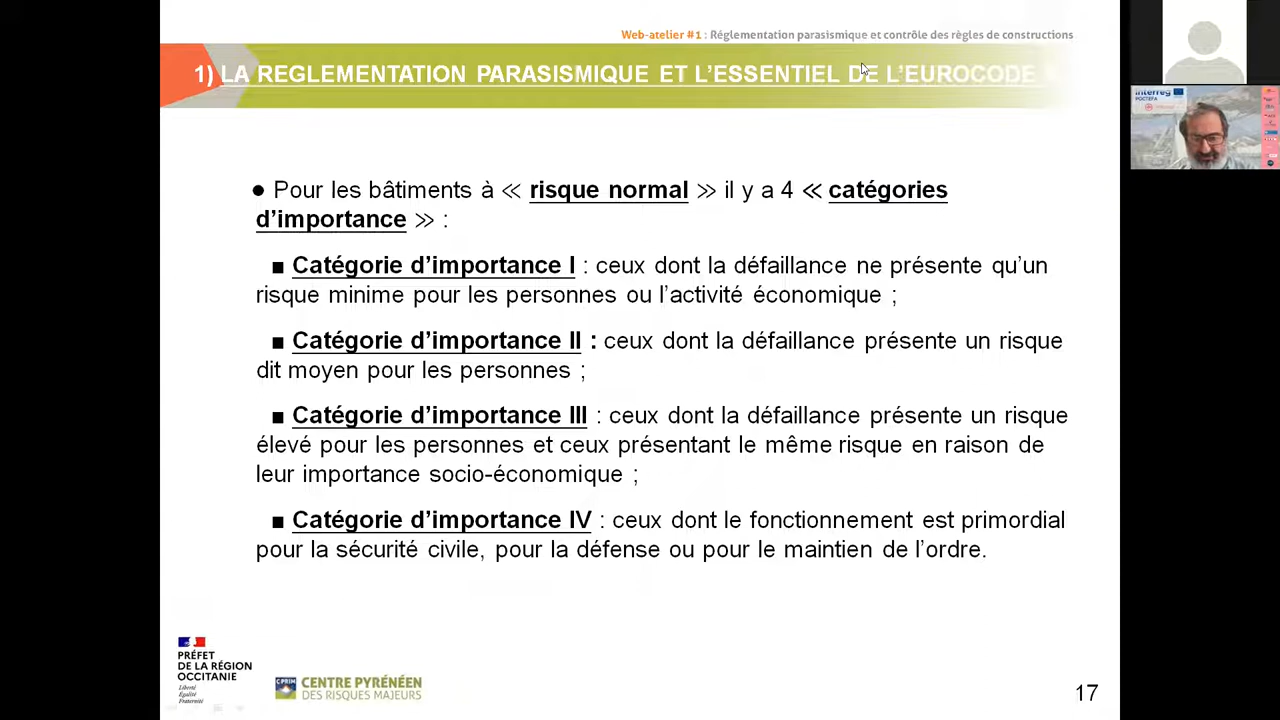 Web-atelier #1 : Réglementation parasismique et contrôle des règles de constructions
1) LA REGLEMENTATION PARASISMIQUE ET L’ESSENTIEL DE L’EUROCODE
● Pour les bâtiments à ≪ risque normal ≫ il y a 4 ≪ catégories
d’importance ≫ :
■ Catégorie d’importance I : ceux dont la défaillance ne présente qu’un
risque minime pour les personnes ou l’activité économique ;
■ Catégorie d’importance II : ceux dont la défaillance présente un risque
dit moyen pour les personnes ;
■ Catégorie d’importance III : ceux dont la défaillance présente un risque
élevé pour les personnes et ceux présentant le même risque en raison de
leur importance socio-économique ;
■ Catégorie d’importance IV : ceux dont le fonctionnement est primordial
pour la sécurité civile, pour la défense ou pour le maintien de l’ordre.
PRÉFET
DE LA RÉGION
OCCITANIE
Liberté
Égalité
Fraternité
CPRIM
CENTRE PYRÉNÉEN
DES RISQUES MAJEURS
17
Interreg
POCTEFA